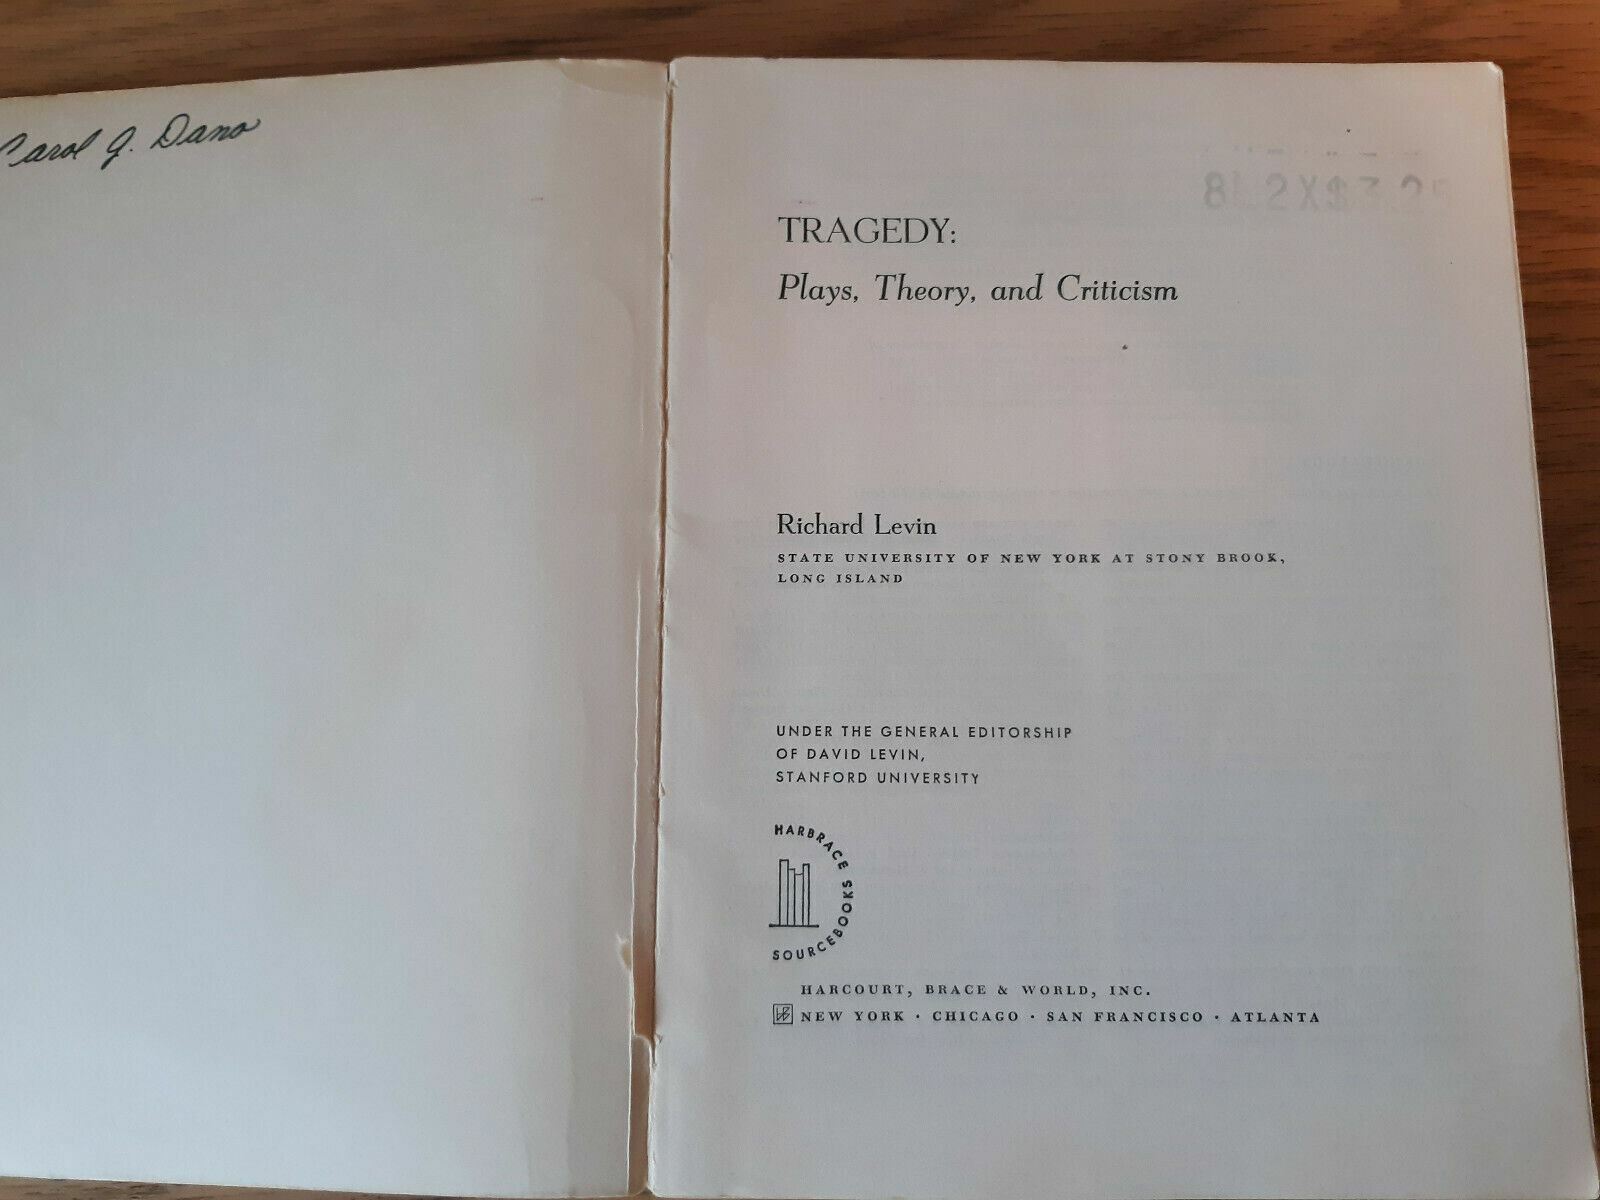 Carol J. Dano
TRAGEDY:
Plays, Theory, and Criticism
Richard Levin
STATE UNIVERSITY OF NEW YORK AT STONY BROOK,
LONG ISLAND
UNDER THE GENERAL EDITORSHIP
OF DAVID LEVIN,
STANFORD UNIVERSITY
HARBRACE SOURCEBOOKS
HARCOURT, BRACE & WORLD, INC.
NEW YORK · CHICAGO · SAN FRANCISCO · ATLANTA